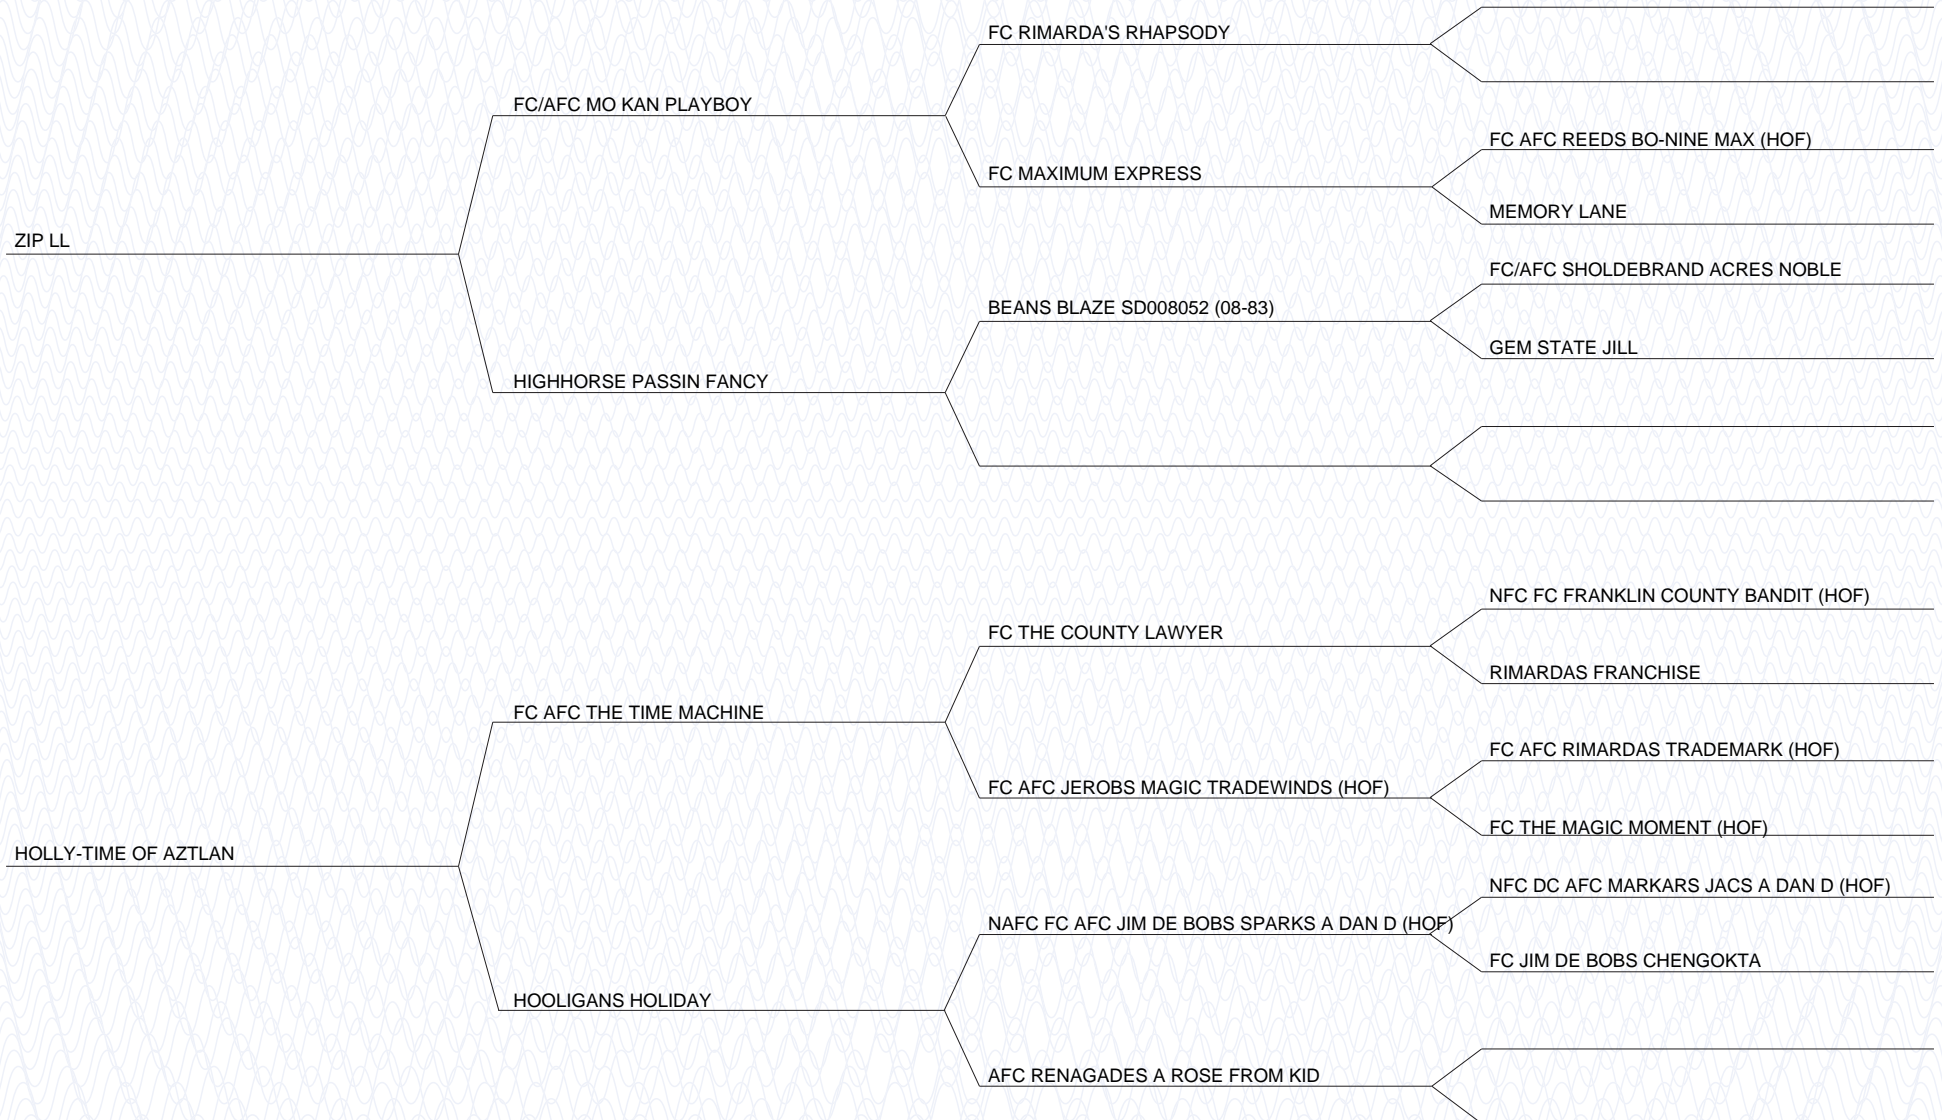 FC RIMARDA'S RHAPSODY
FC/AFC MO KAN PLAYBOY
FC AFC REEDS BO-NINE MAX (HOF)
FC MAXIMUM EXPRESS
MEMORY LANE
ZIP LL
FC/AFC SHOLDEBRAND ACRES NOBLE
BEANS BLAZE SD008052 (08-83)
GEM STATE JILL
HIGHHORSE PASSIN FANCY
NFC FC FRANKLIN COUNTY BANDIT (HOF)
FC THE COUNTY LAWYER
RIMARDAS FRANCHISE
FC AFC THE TIME MACHINE
FC AFC RIMARDAS TRADEMARK (HOF)
FC AFC JEROBS MAGIC TRADEWINDS (HOF)
FC THE MAGIC MOMENT (HOF)
HOLLY-TIME OF AZTLAN
NFC DC AFC MARKARS JACS A DAN D (HOF)
NAFC FC AFC JIM DE BOBS SPARKS A DAN D (HOF)
FC JIM DE BOBS CHENGOKTA
HOOLIGANS HOLIDAY
AFC RENAGADES A ROSE FROM KID